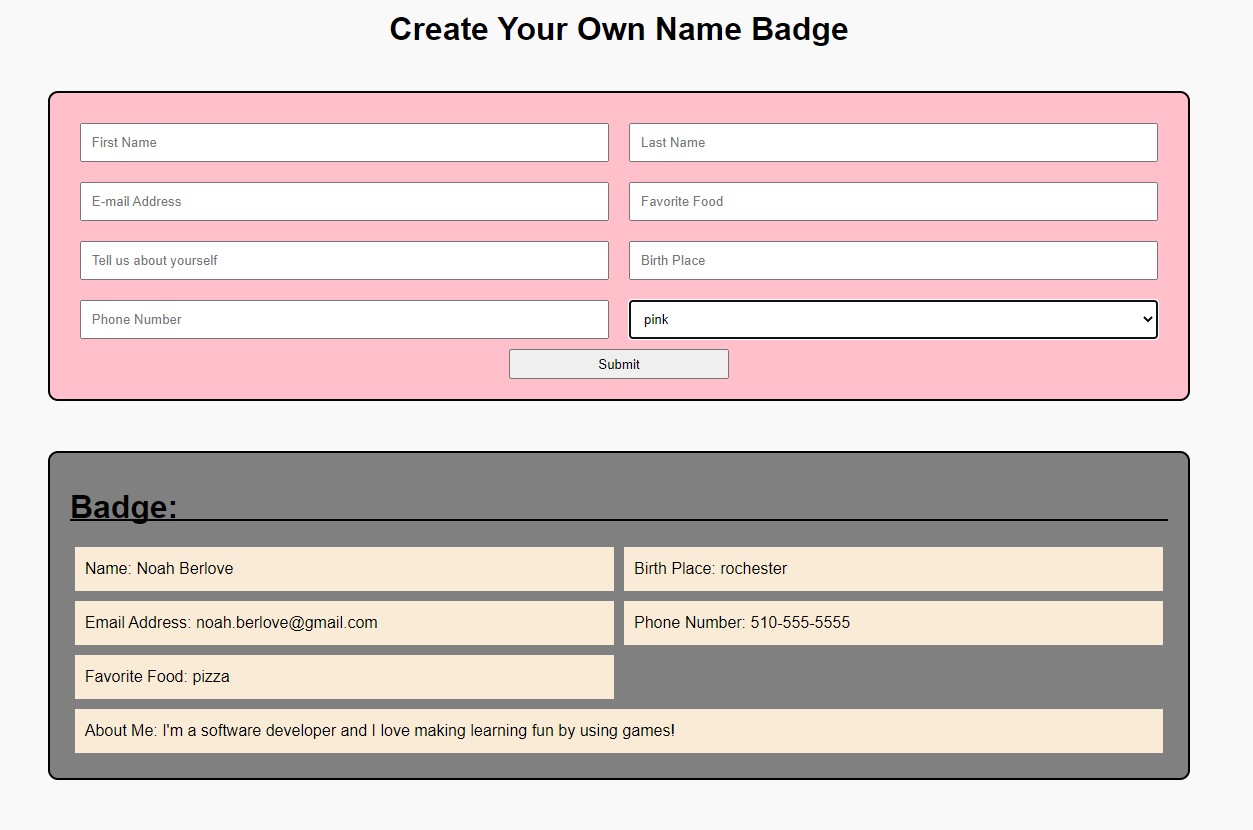 Create Your Own Name Badge
First Name
Last Name
E-mail Address
Favorite Food
Tell us about yourself
Birth Place
Phone Number
pink
Submit
Badge:
Name: Noah Berlove
Birth Place: rochester
Email Address: noah.berlove@gmail.com
Phone Number: 510-555-5555
Favorite Food: pizza
About Me: I'm a software developer and I love making learning fun by using games!